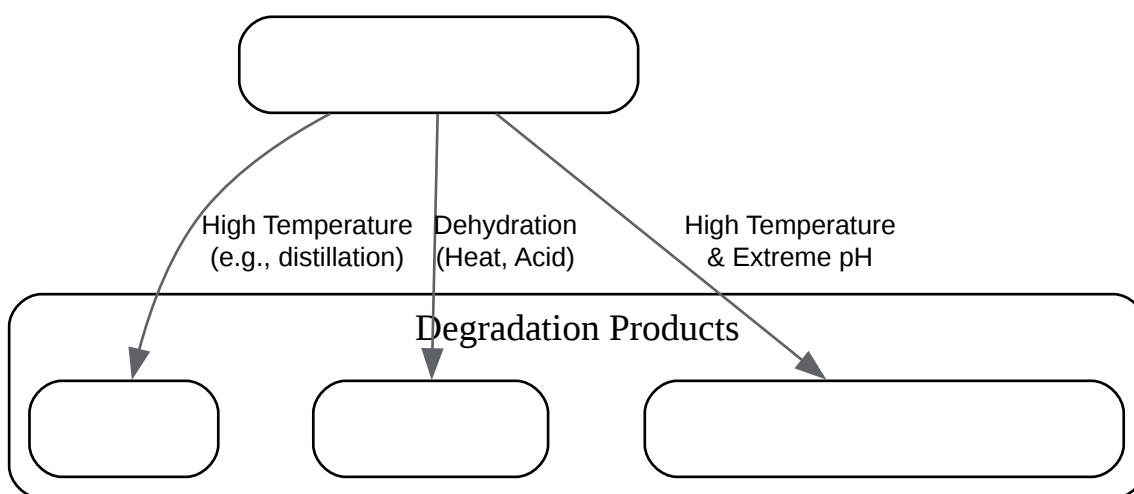 High Temperature
(e.g., distillation)
Dehydration
(Heat, Acid)
High Temperature
& Extreme pH
Degradation Products